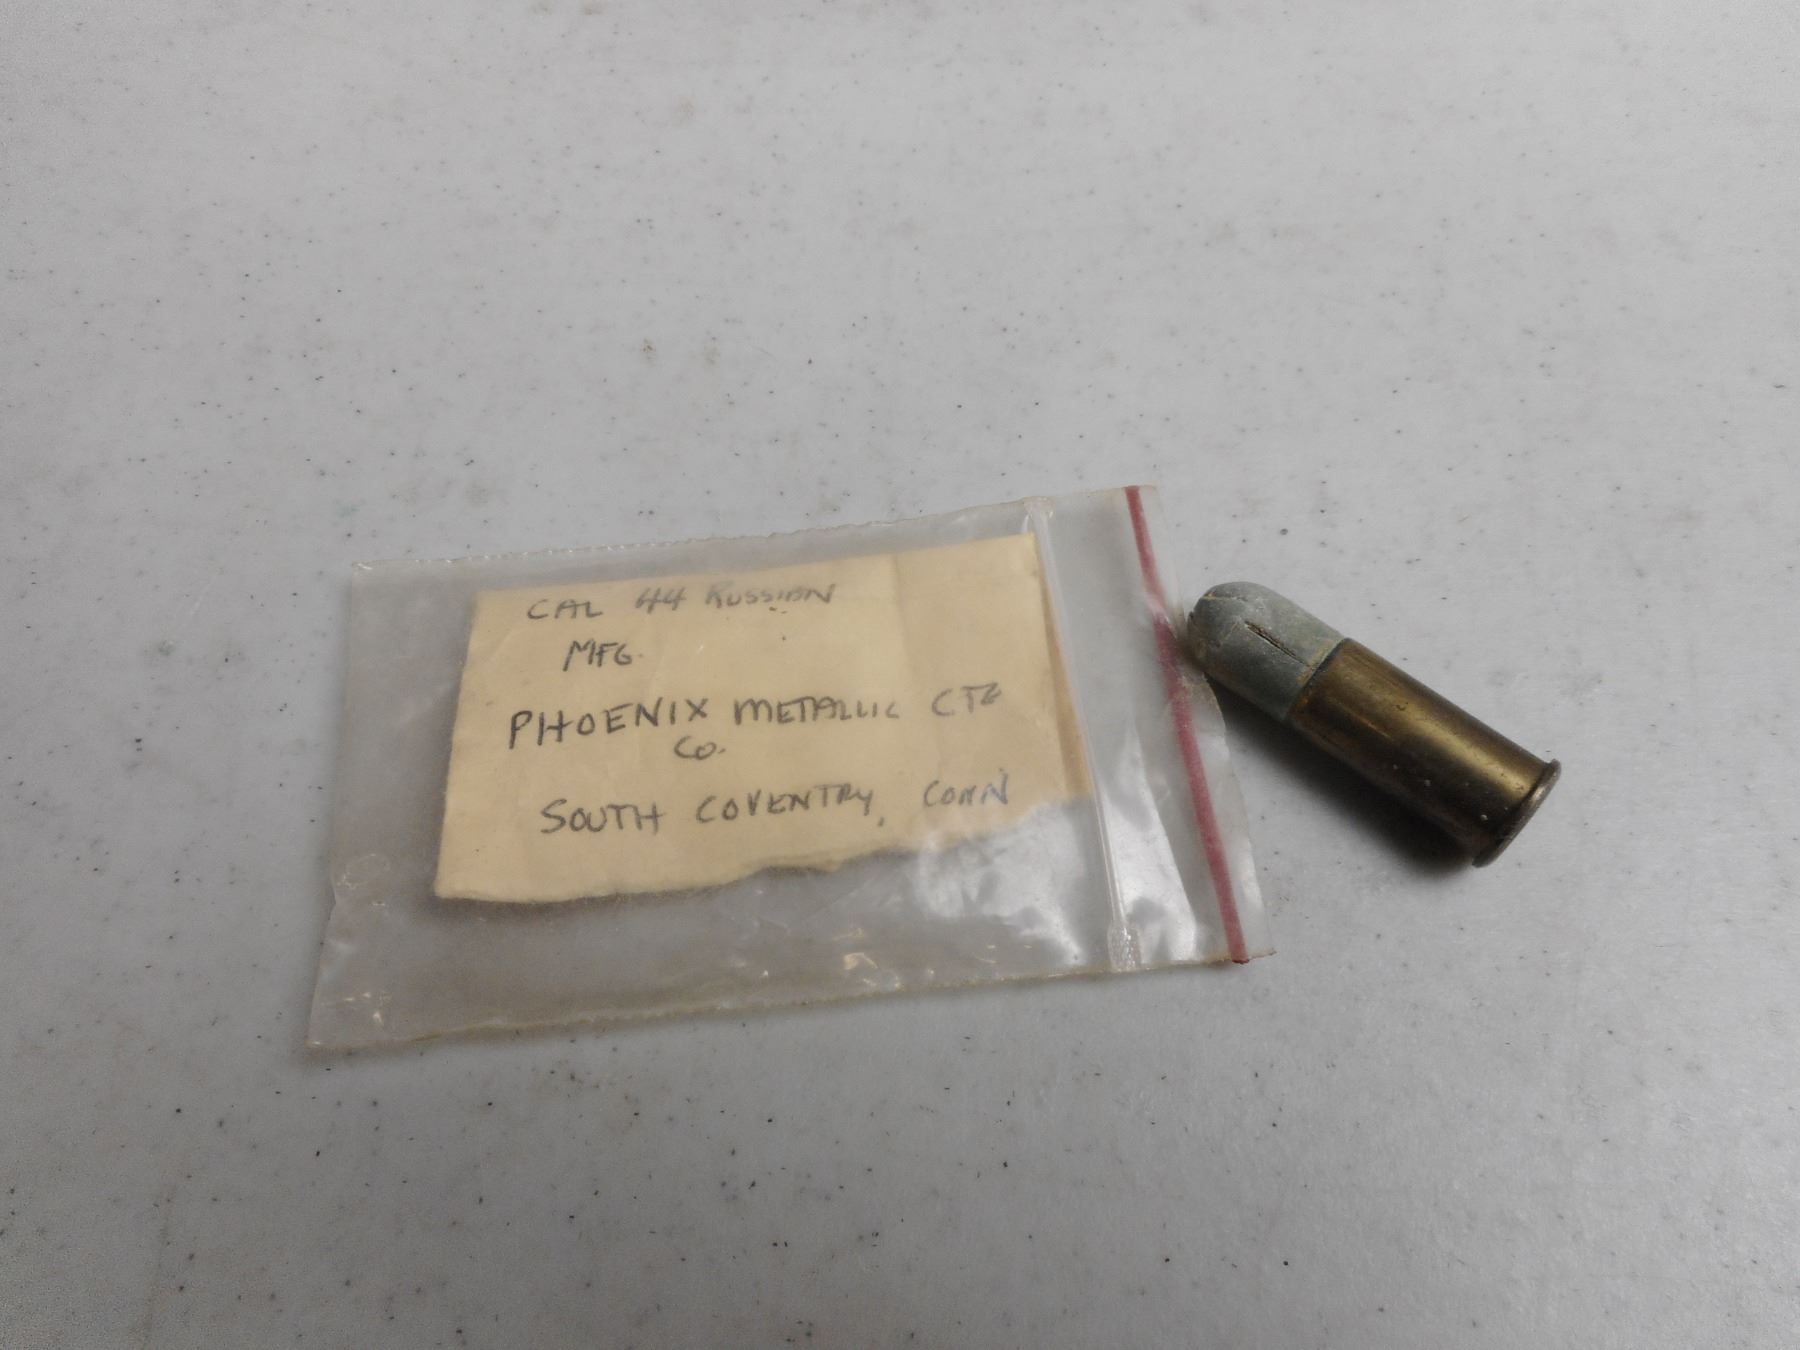 CAL 44 RUSSIAN
MFG.
PHOENIX METALLIC CTG
CO.
SOUTH COVENTRY, CONN